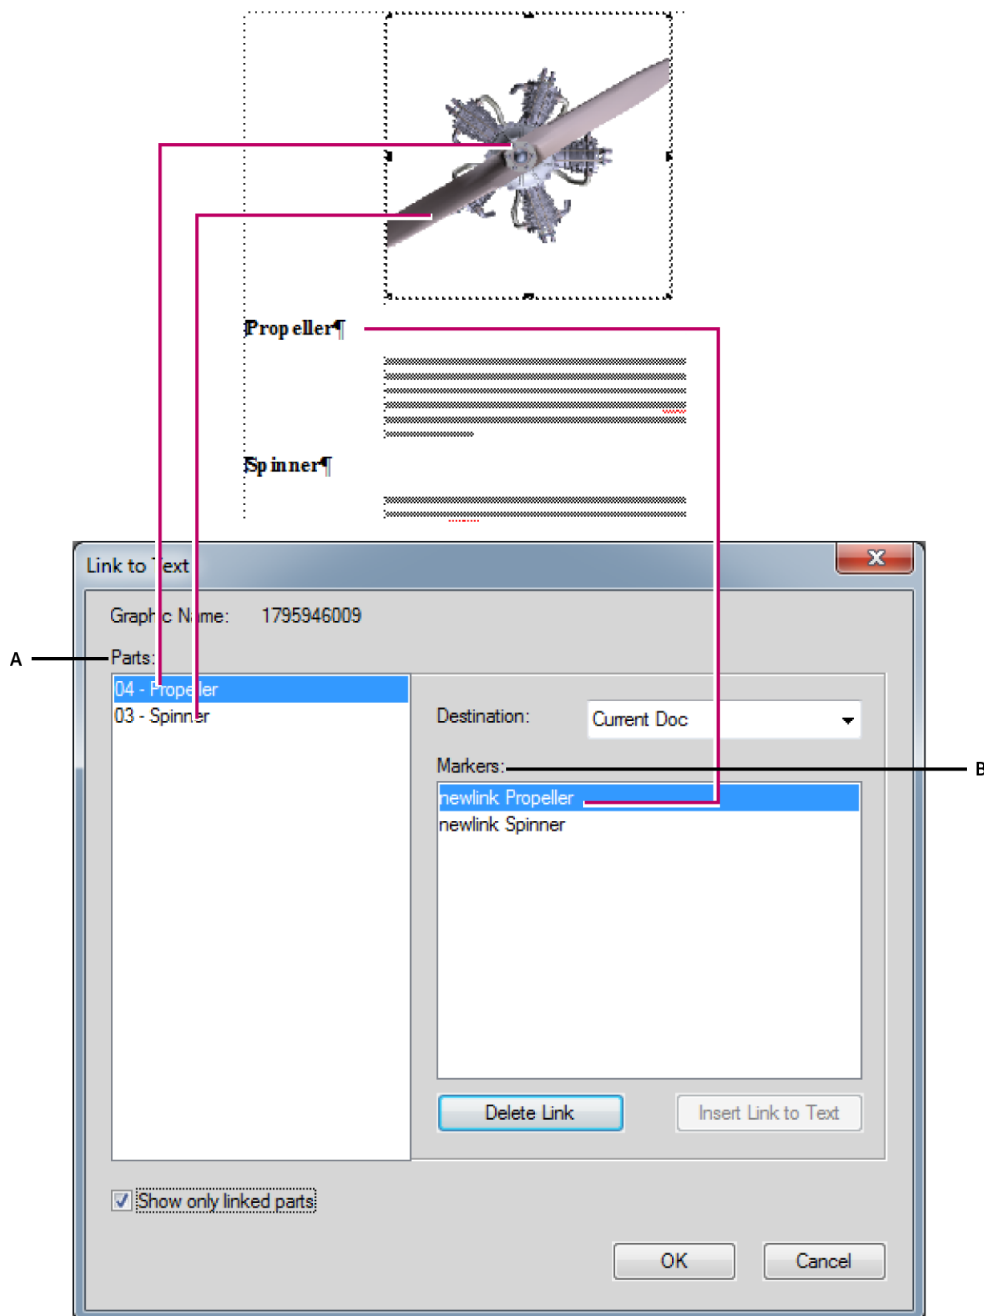 Propeller¶
Spinner¶
Link to Text
Graphic Name: 1795946009
A
Parts:
04 - Propeller
03 - Spinner
Destination: Current Doc
Markers:
B
newlink Propeller
newlink Spinner
Delete Link
Insert Link to Text
Show only linked parts
OK
Cancel